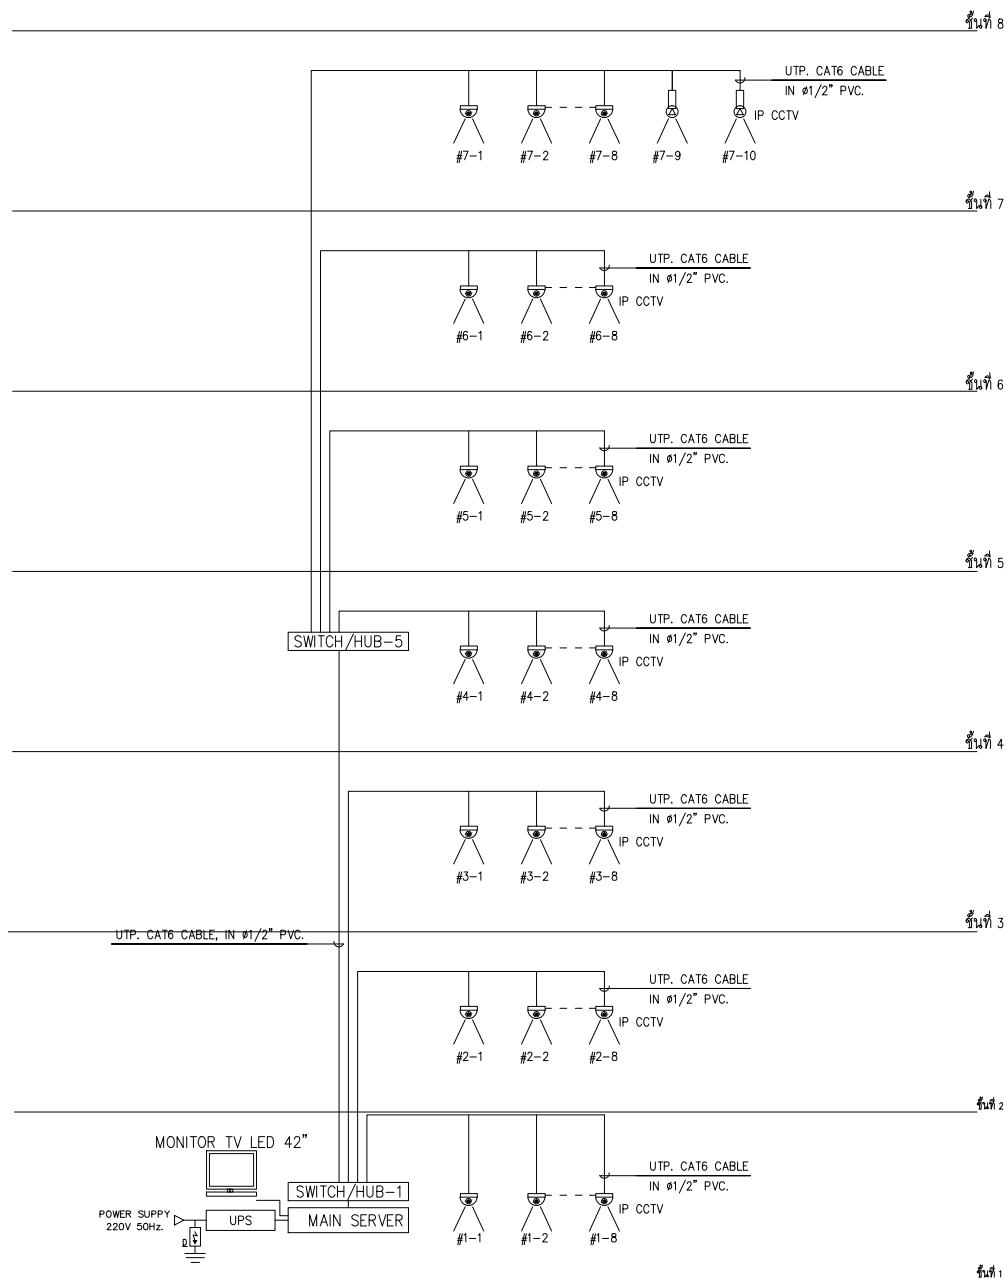 ชั้นที่ 8
UTP. CAT6 CABLE
IN ø1/2" PVC.
IP CCTV
#7-1 #7-2 #7-8 #7-9 #7-10
ชั้นที่ 7
UTP. CAT6 CABLE
IN ø1/2" PVC.
IP CCTV
#6-1 #6-2 #6-8
ชั้นที่ 6
UTP. CAT6 CABLE
IN ø1/2" PVC.
IP CCTV
#5-1 #5-2 #5-8
ชั้นที่ 5
UTP. CAT6 CABLE
IN ø1/2" PVC.
SWITCH/HUB-5
IP CCTV
#4-1 #4-2 #4-8
ชั้นที่ 4
UTP. CAT6 CABLE
IN ø1/2" PVC.
IP CCTV
#3-1 #3-2 #3-8
ชั้นที่ 3
UTP. CAT6 CABLE, IN ø1/2" PVC.
UTP. CAT6 CABLE
IN ø1/2" PVC.
IP CCTV
#2-1 #2-2 #2-8
ชั้นที่ 2
MONITOR TV LED 42"
UTP. CAT6 CABLE
IN ø1/2" PVC.
SWITCH/HUB-1
IP CCTV
POWER SUPPY
220V 50Hz.
UPS
MAIN SERVER
D
#1-1 #1-2 #1-8
ชั้นที่ 1